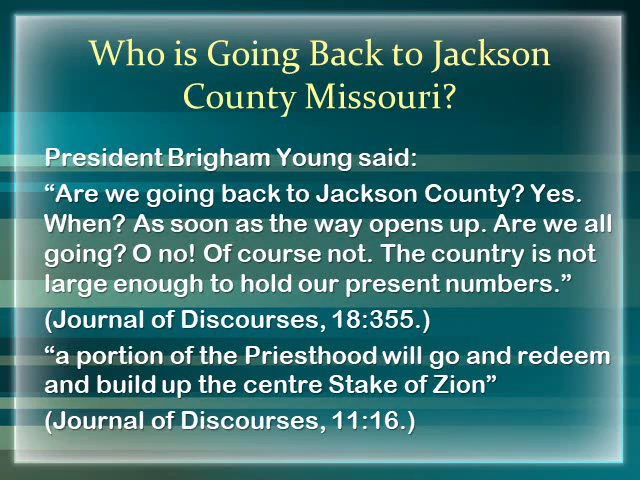 Who is Going Back to Jackson
County Missouri?
President Brigham Young said:
“Are we going back to Jackson County? Yes.
When? As soon as the way opens up. Are we all
going? O no! Of course not. The country is not
large enough to hold our present numbers.”
(Journal of Discourses, 18:355.)
“a portion of the Priesthood will go and redeem
and build up the centre Stake of Zion”
(Journal of Discourses, 11:16.)